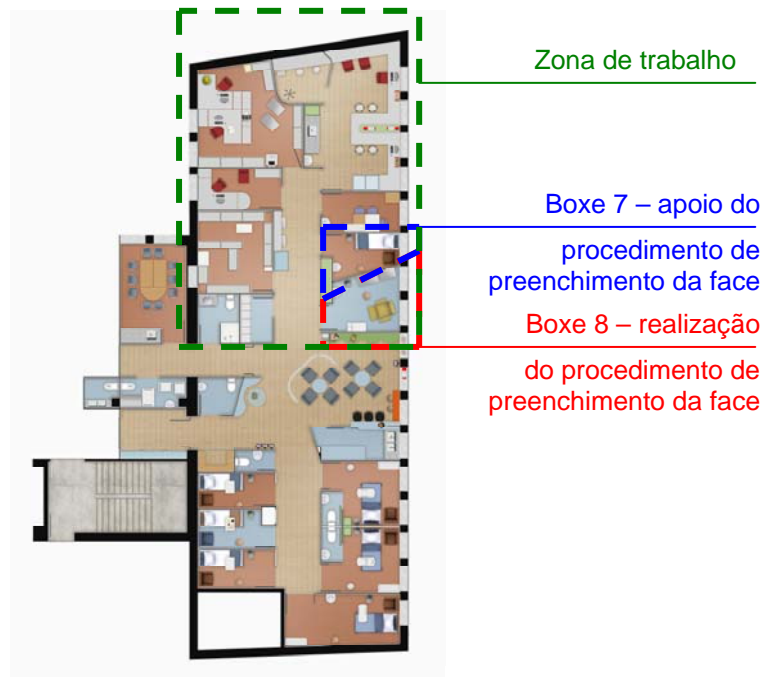 Zona de trabalho
Boxe 7 – apoio do
procedimento de
preenchimento da face
Boxe 8 – realização
do procedimento de
preenchimento da face